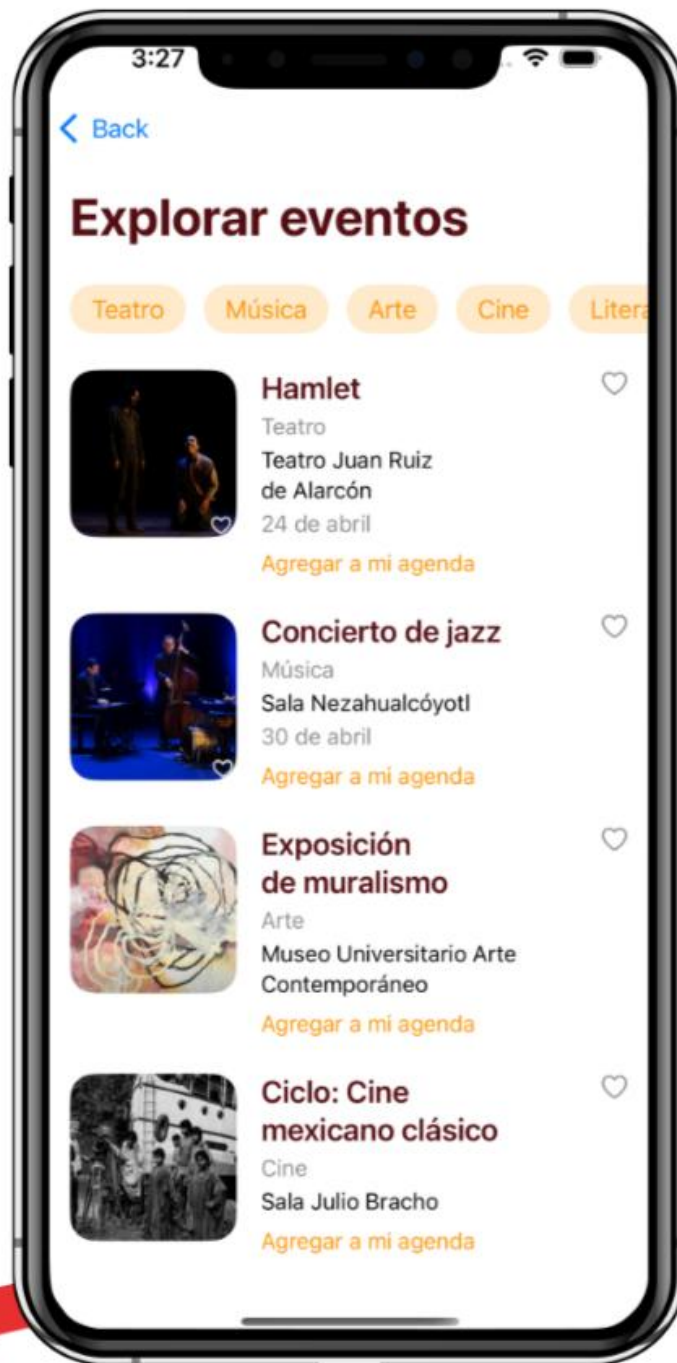 3:27
Back
Explorar eventos
Teatro Música Arte Cine Litera
Hamlet
Teatro
Teatro Juan Ruiz
de Alarcón
24 de abril
Agregar a mi agenda
Concierto de jazz
Música
Sala Nezahualcóyotl
30 de abril
Agregar a mi agenda
Exposición
de muralismo
Arte
Museo Universitario Arte
Contemporáneo
Agregar a mi agenda
Ciclo: Cine
mexicano clásico
Cine
Sala Julio Bracho
Agregar a mi agenda